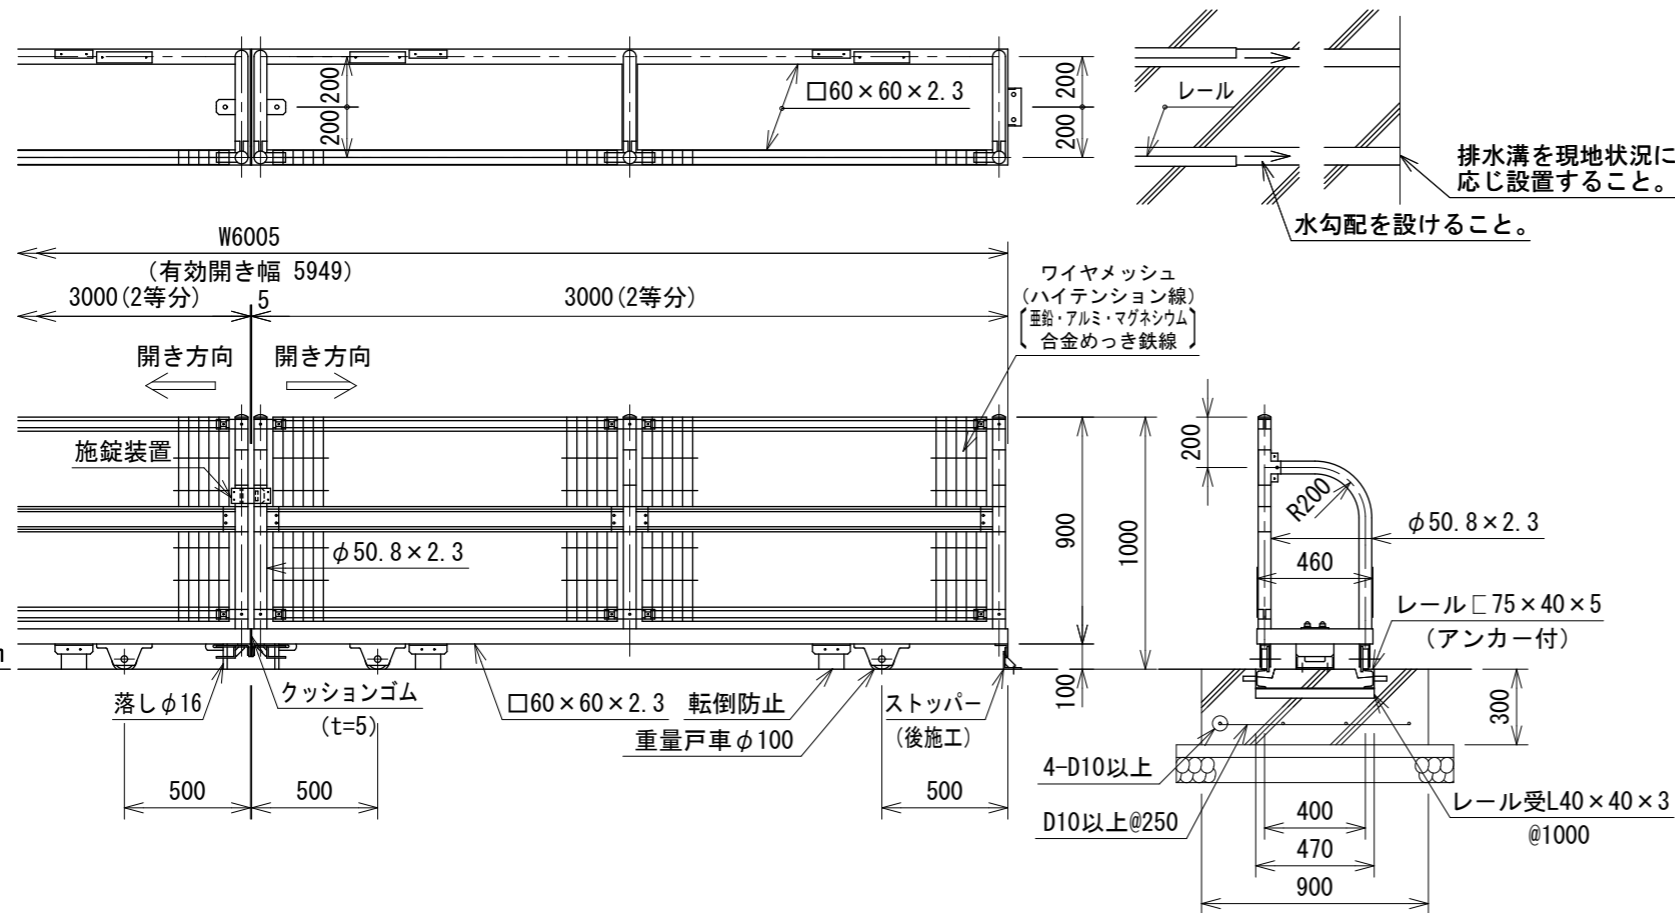 200
200
□60×60×2.3
200
200
レール
排水溝を現地状況に
応じ設置すること。
水勾配を設けること。
W6005
(有効開き幅 5949)
3000(2等分)
5
3000(2等分)
開き方向
開き方向
ワイヤメッシュ
(ハイテンション線)
亜鉛・アルミ・マグネシウム
合金めっき鉄線
施錠装置
φ50.8×2.3
900
1000
100
200
R200
φ50.8×2.3
460
レール⊏75×40×5
(アンカー付)
300
落しφ16
クッションゴム
(t=5)
□60×60×2.3
転倒防止
重量戸車φ100
ストッパー
(後施工)
500
500
500
4-D10以上
D10以上@250
レール受L40×40×3
@1000
400
470
900